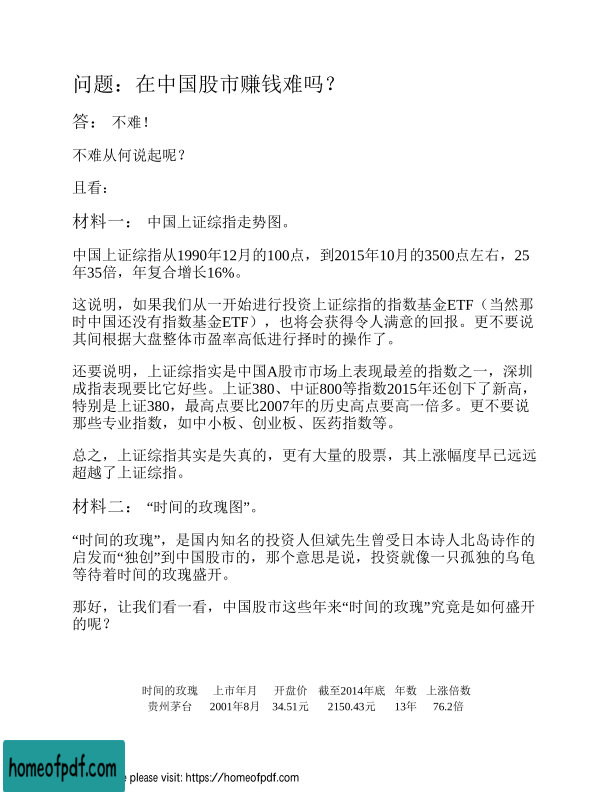 问题：在中国股市赚钱难吗？
答： 不难！
不难从何说起呢？
且看：
材料一： 中国上证综指走势图。
中国上证综指从1990年12月的100点，到2015年10月的3500点左右，25
年35倍，年复合增长16%。
这说明，如果我们从一开始进行投资上证综指的指数基金ETF（当然那
时中国还没有指数基金ETF），也将会获得令人满意的回报。更不要说
其间根据大盘整体市盈率高低进行择时的操作了。
还要说明，上证综指实是中国A股市市场上表现最差的指数之一，深圳
成指表现要比它好些。上证380、中证800等指数2015年还创下了新高，
特别是上证380，最高点要比2007年的历史高点要高一倍多。更不要说
那些专业指数，如中小板、创业板、医药指数等。
总之，上证综指其实是失真的，更有大量的股票，其上涨幅度早已远远
超越了上证综指。
材料二： “时间的玫瑰图”。
“时间的玫瑰”，是国内知名的投资人但斌先生曾受日本诗人北岛诗作的
启发而“独创”到中国股市的，那个意思是说，投资就像一只孤独的乌龟
等待着时间的玫瑰盛开。
那好，让我们看一看，中国股市这些年来“时间的玫瑰”究竟是如何盛开
的呢？
时间的玫瑰 上市年月 开盘价 截至2014年底 年数 上涨倍数
贵州茅台 2001年8月 34.51元 2150.43元 13年 76.2倍
homeofpdf.com
e please visit: https://homeofpdf.com